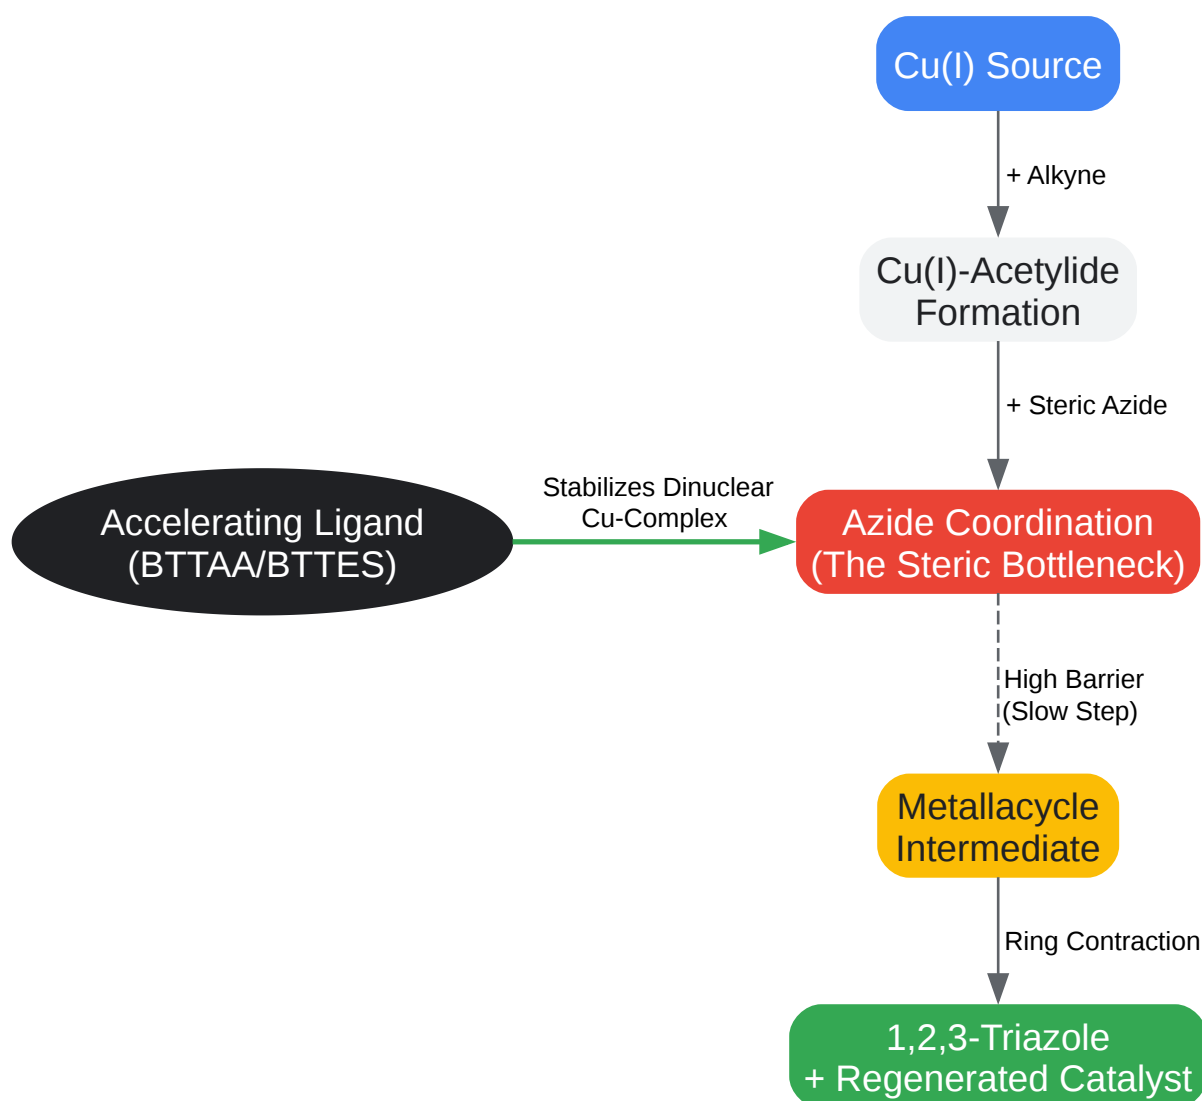 Cu(I) Source
+ Alkyne
Cu(I)-Acetylide
Formation
+ Steric Azide
Accelerating Ligand
(BTTAA/BTTES)
Stabilizes Dinuclear
Cu-Complex
Azide Coordination
(The Steric Bottleneck)
High Barrier
(Slow Step)
Metallacycle
Intermediate
Ring Contraction
1,2,3-Triazole
+ Regenerated Catalyst